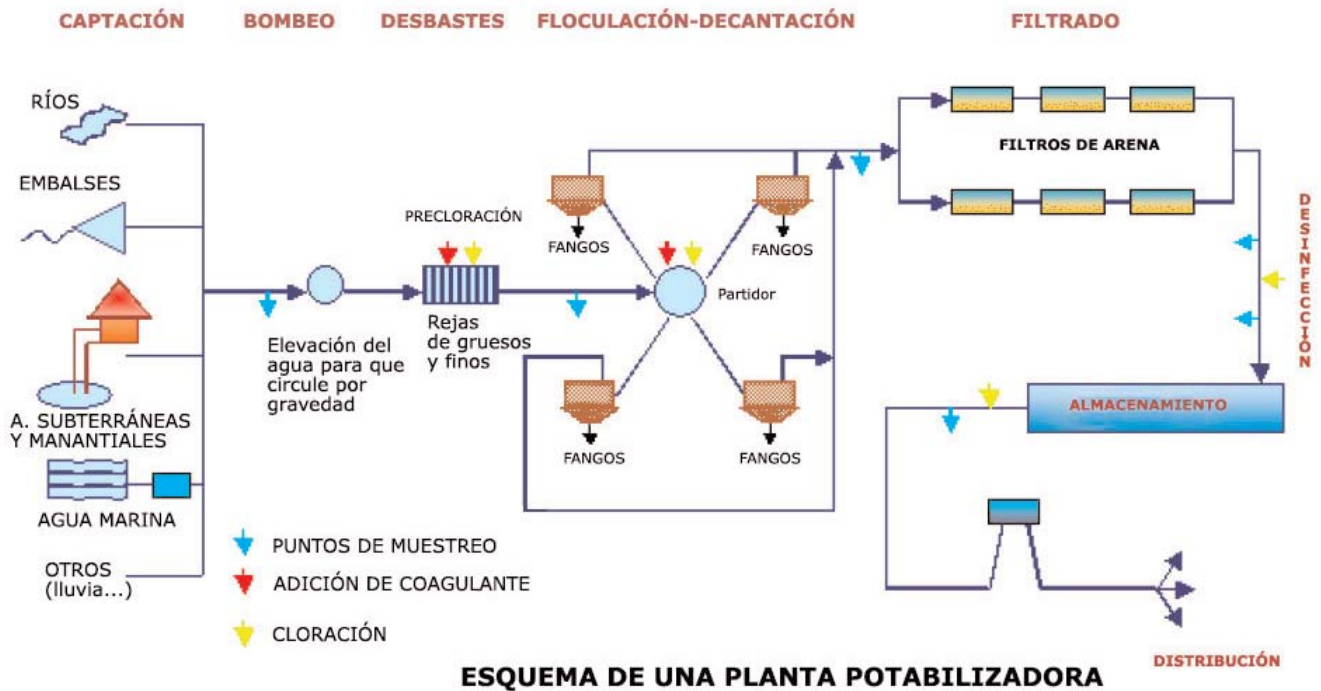 CAPTACIÓN
BOMBEO
DESBASTES
FLOCULACIÓN-DECANTACIÓN
FILTRADO
RÍOS
EMBALSES
A. SUBTERRÁNEAS
Y MANANTIALES
AGUA MARINA
OTROS
(lluvia...)
Elevación del
agua para que
circule por
gravedad
PRECLORACIÓN
Rejas
de gruesos
y finos
FANGOS
FANGOS
Partidor
FANGOS
FANGOS
FILTROS DE ARENA
DESINFECCIÓN
ALMACENAMIENTO
PUNTOS DE MUESTREO
ADICIÓN DE COAGULANTE
CLORACIÓN
DISTRIBUCIÓN
ESQUEMA DE UNA PLANTA POTABILIZADORA